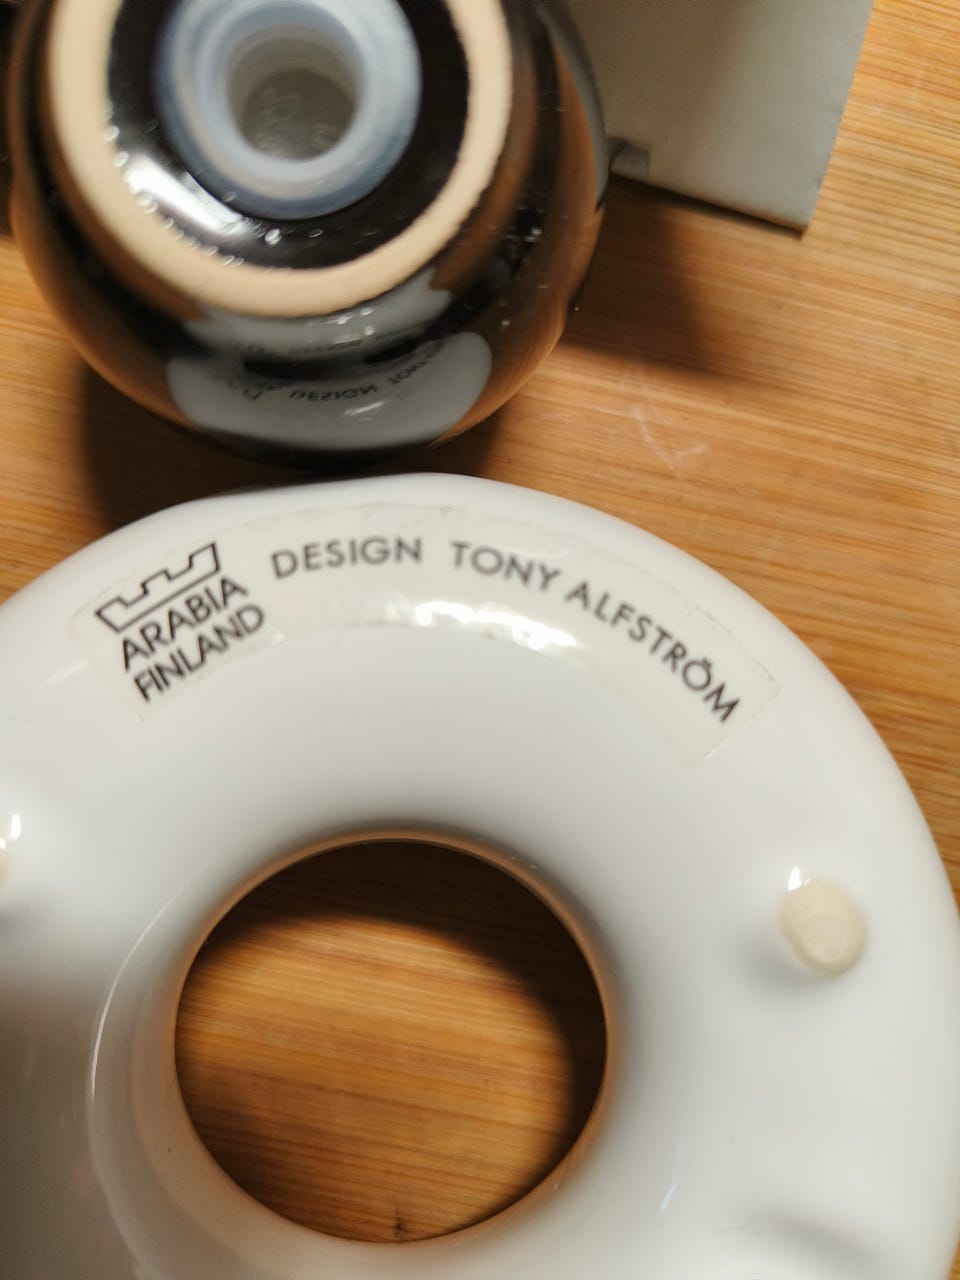 ARABIA
FINLAND
DESIGN TONY ALFSTRÖM